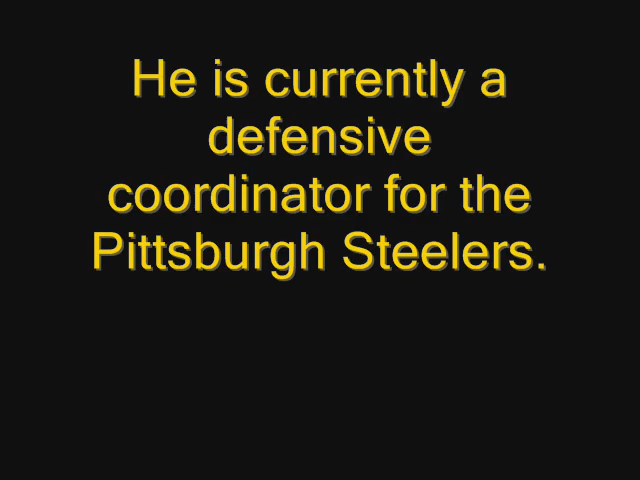 He is currently a
defensive
coordinator for the
Pittsburgh Steelers.